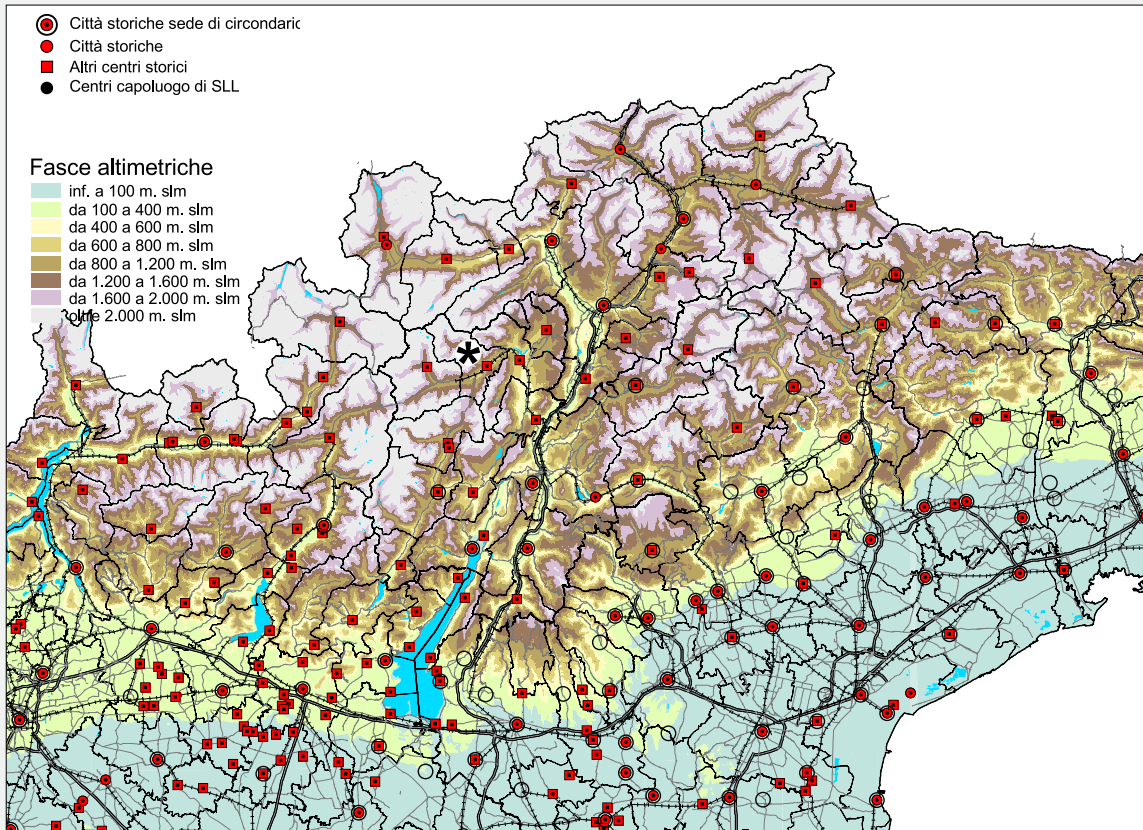 Città storiche sede di circondaric
Città storiche
Altri centri storici
Centri capoluogo di SLL
Fasce altimetriche
inf. a 100 m. slm
da 100 a 400 m. slm
da 400 a 600 m. slm
da 600 a 800 m. slm
da 800 a 1.200 m. slm
da 1.200 a 1.600 m. slm
da 1.600 a 2.000 m. slm
oltre 2.000 m. slm
*